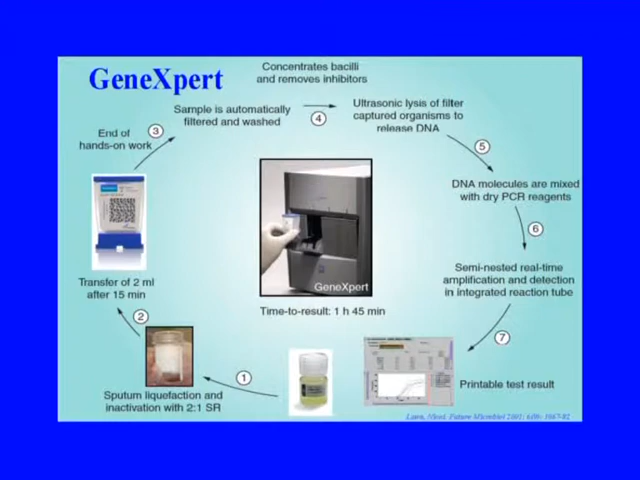 GeneXpert
Concentrates bacilli
and removes inhibitors
Sample is automatically
filtered and washed
4
Ultrasonic lysis of filter
captured organisms to
release DNA
3
End of
hands-on work
5
DNA molecules are mixed
with dry PCR reagents
6
Semi-nested real-time
amplification and detection
in integrated reaction tube
GeneXpert
Time-to-result: 1 h 45 min
Transfer of 2 ml
after 15 min
2
7
Printable test result
1
Sputum liquefaction and
inactivation with 2:1 SR
Future Microbiol